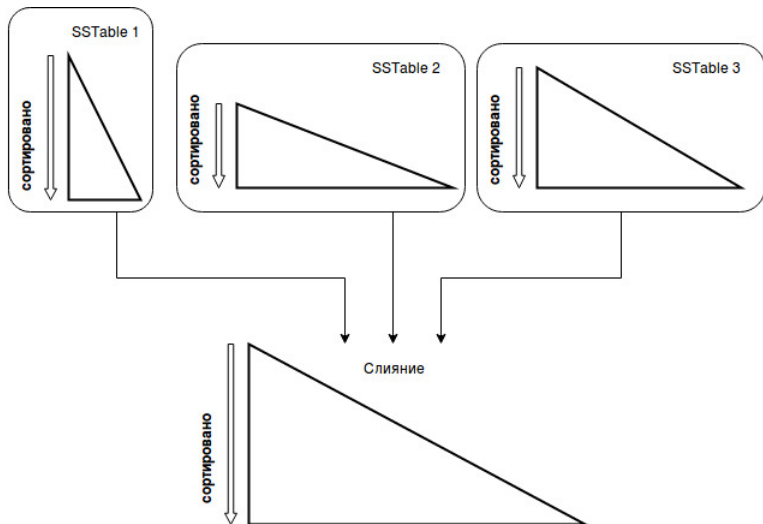 SSTable 1
сортировано
SSTable 2
сортировано
SSTable 3
сортировано
Слияние
сортировано